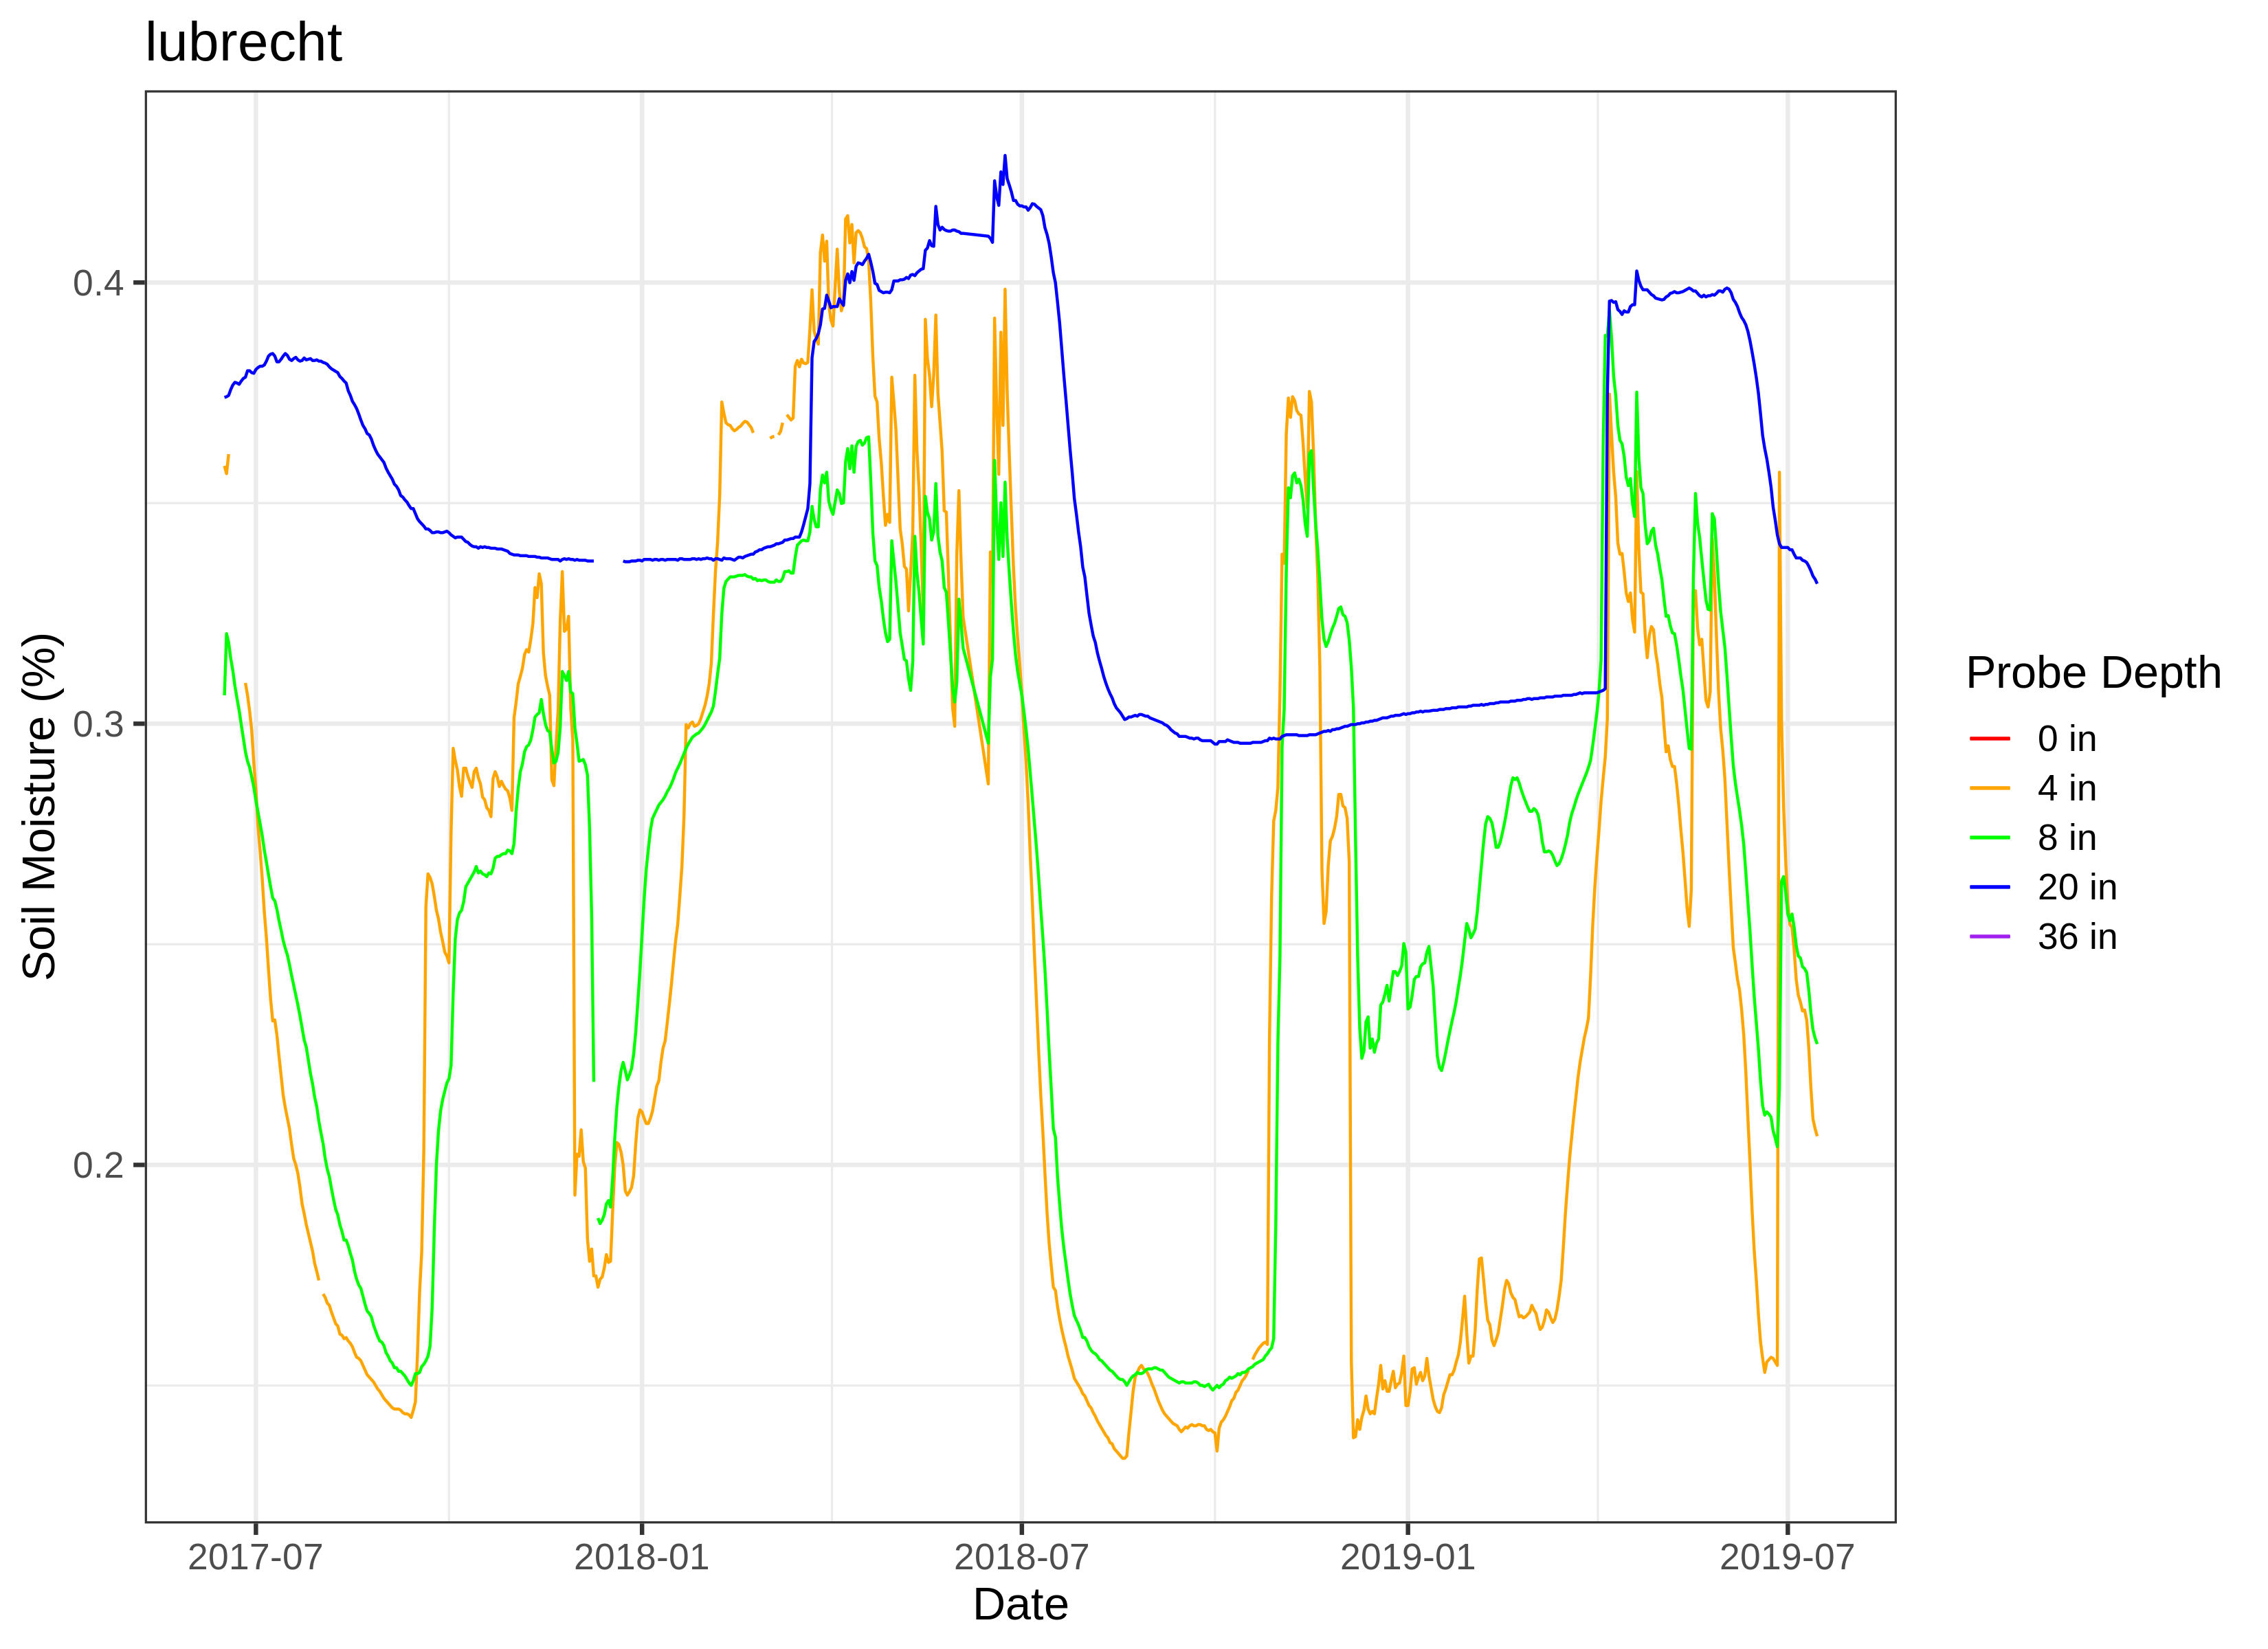 lubrecht
0.4
0.3
0.2
Soil Moisture (%)
2017-07
2018-01
2018-07
2019-01
2019-07
Date
Probe Depth
0 in
4 in
8 in
20 in
36 in